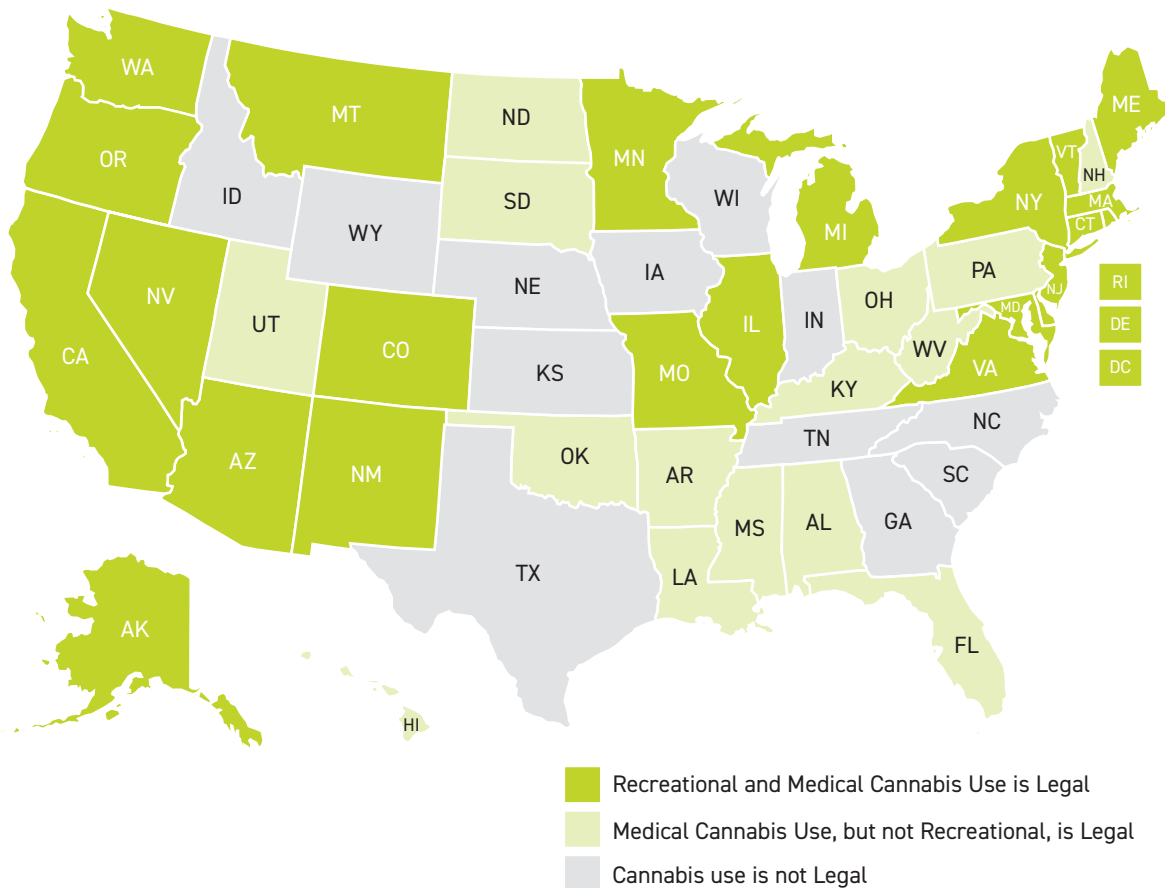 WA
MT
ND
MN
ME
OR
ID
SD
WI
VT
NH
NY
MA
CT
WY
MI
IA
PA
NE
NV
UT
OH
IN
IL
NJ
RI
MD
DE
CA
CO
WV
KS
MO
VA
DC
KY
NC
TN
AZ
NM
OK
AR
SC
MS
AL
GA
TX
LA
AK
FL
HI
Recreational and Medical Cannabis Use is Legal
Medical Cannabis Use, but not Recreational, is Legal
Cannabis use is not Legal